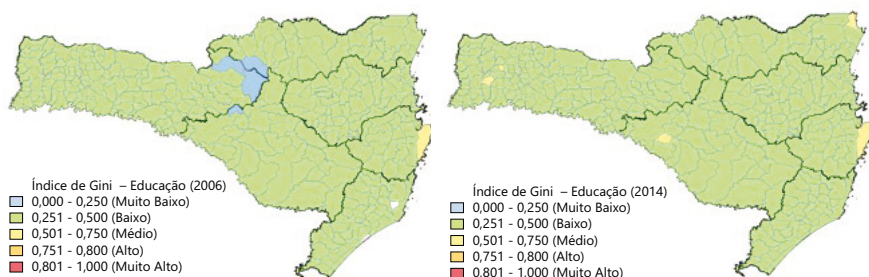 Índice de Gini – Educação (2006)
0,000 - 0,250 (Muito Baixo)
0,251 - 0,500 (Baixo)
0,501 - 0,750 (Médio)
0,751 - 0,800 (Alto)
0,801 - 1,000 (Muito Alto)
Índice de Gini – Educação (2014)
0,000 - 0,250 (Muito Baixo)
0,251 - 0,500 (Baixo)
0,501 - 0,750 (Médio)
0,751 - 0,800 (Alto)
0,801 - 1,000 (Muito Alto)